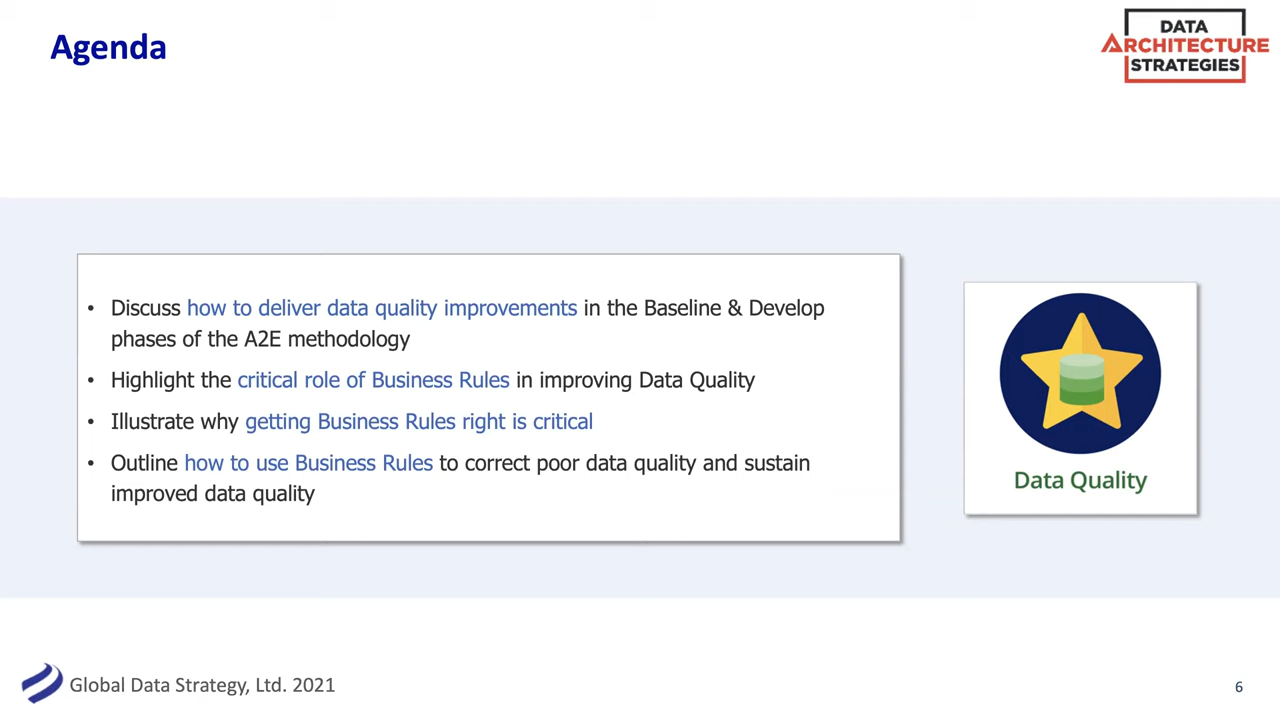 Agenda
DATA
ARCHITECTURE
STRATEGIES
• Discuss how to deliver data quality improvements in the Baseline & Develop
phases of the A2E methodology
• Highlight the critical role of Business Rules in improving Data Quality
• Illustrate why getting Business Rules right is critical
• Outline how to use Business Rules to correct poor data quality and sustain
improved data quality
Data Quality
Global Data Strategy, Ltd. 2021
6